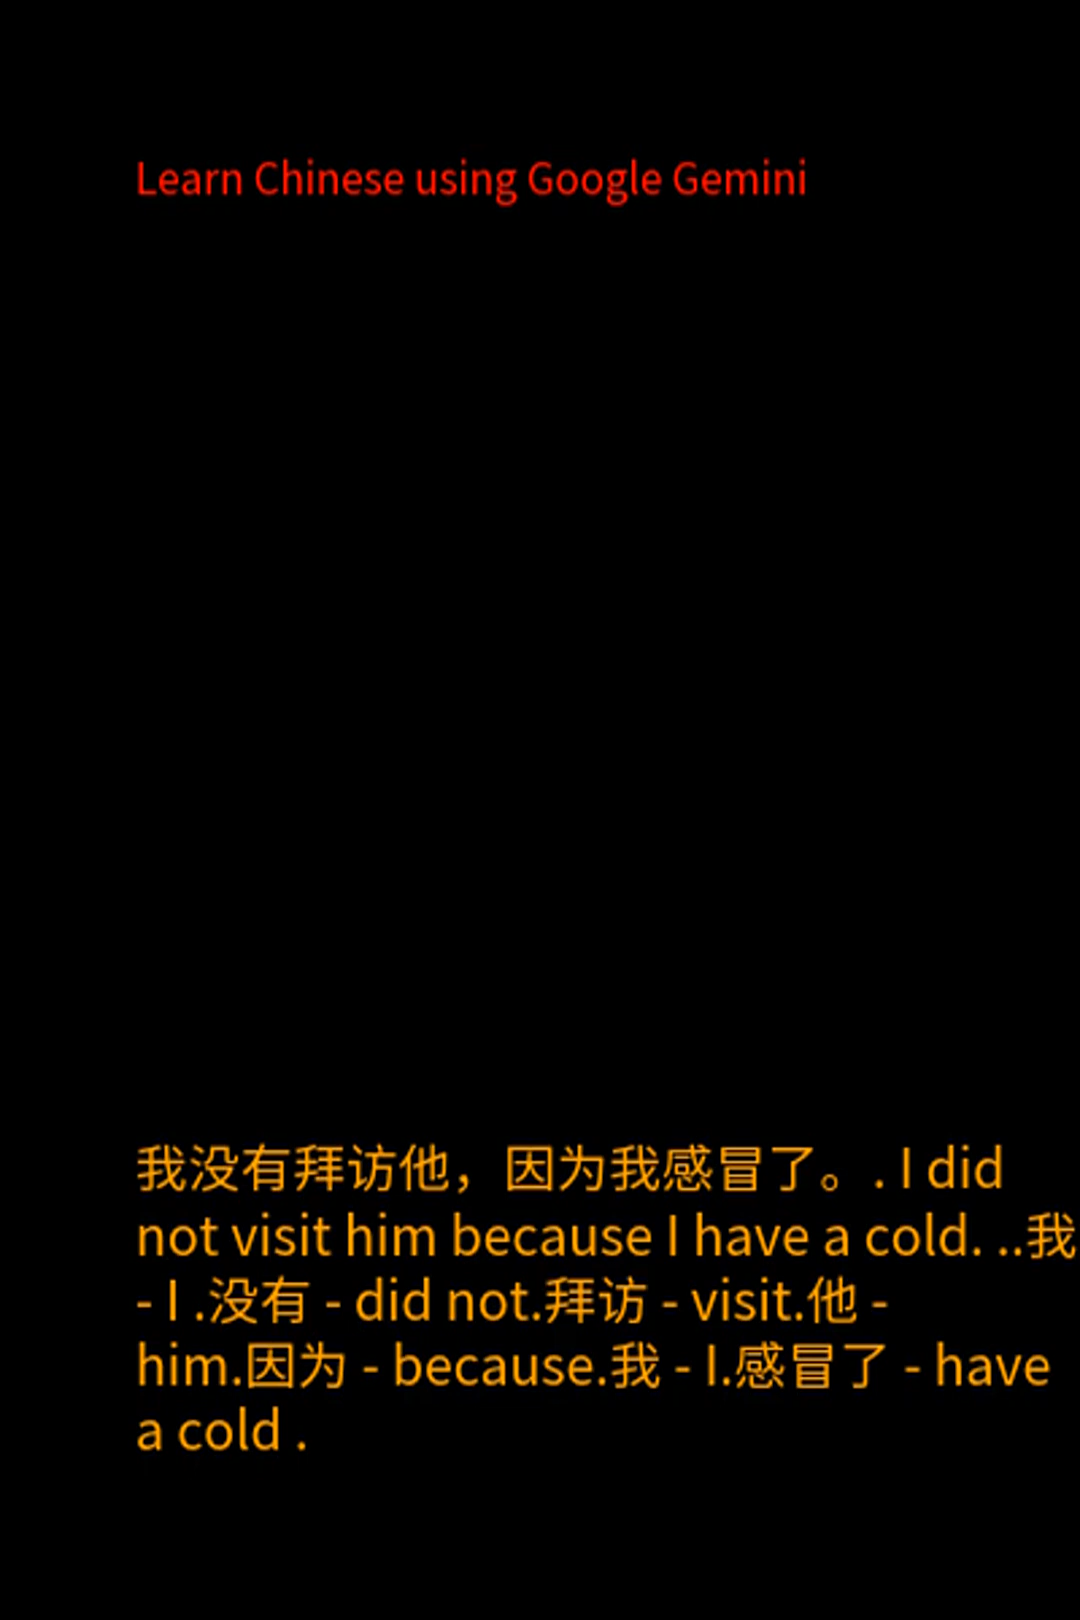 Learn Chinese using Google Gemini
我没有拜访他，因为我感冒了。. I did
not visit him because I have a cold. ..我
- I .没有 - did not.拜访 - visit.他 -
him.因为 - because.我 - I.感冒了 - have
a cold .